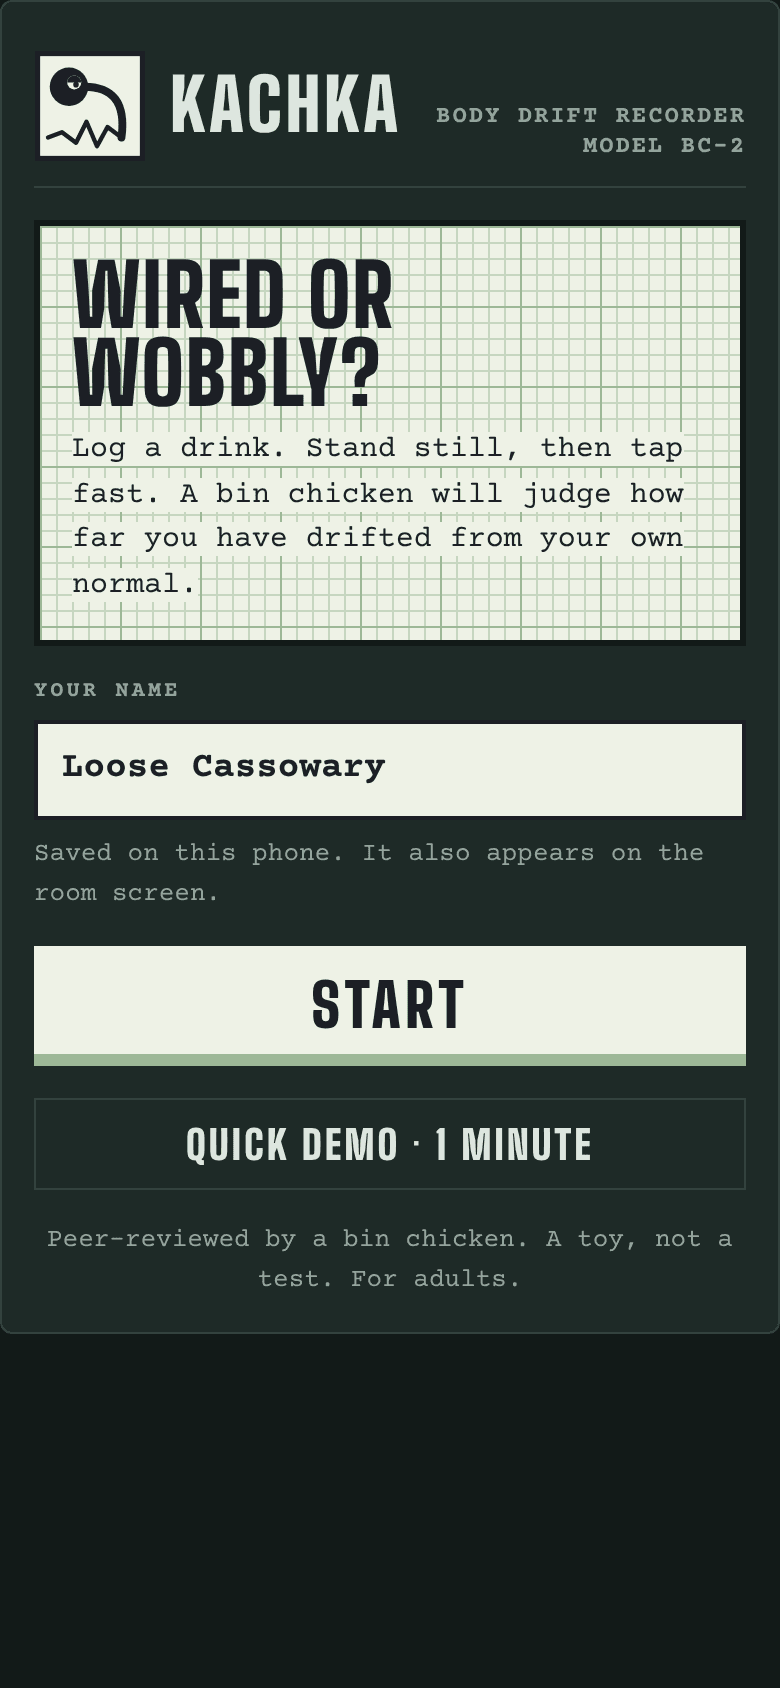 KACHKA
BODY DRIFT RECORDER
MODEL BC-2
WIRED OR
WOBBLY?
Log a drink. Stand still, then tap
fast. A bin chicken will judge how
far you have drifted from your own
normal.
YOUR NAME
Loose Cassowary
Saved on this phone. It also appears on the
room screen.
START
QUICK DEMO · 1 MINUTE
Peer-reviewed by a bin chicken. A toy, not a
test. For adults.